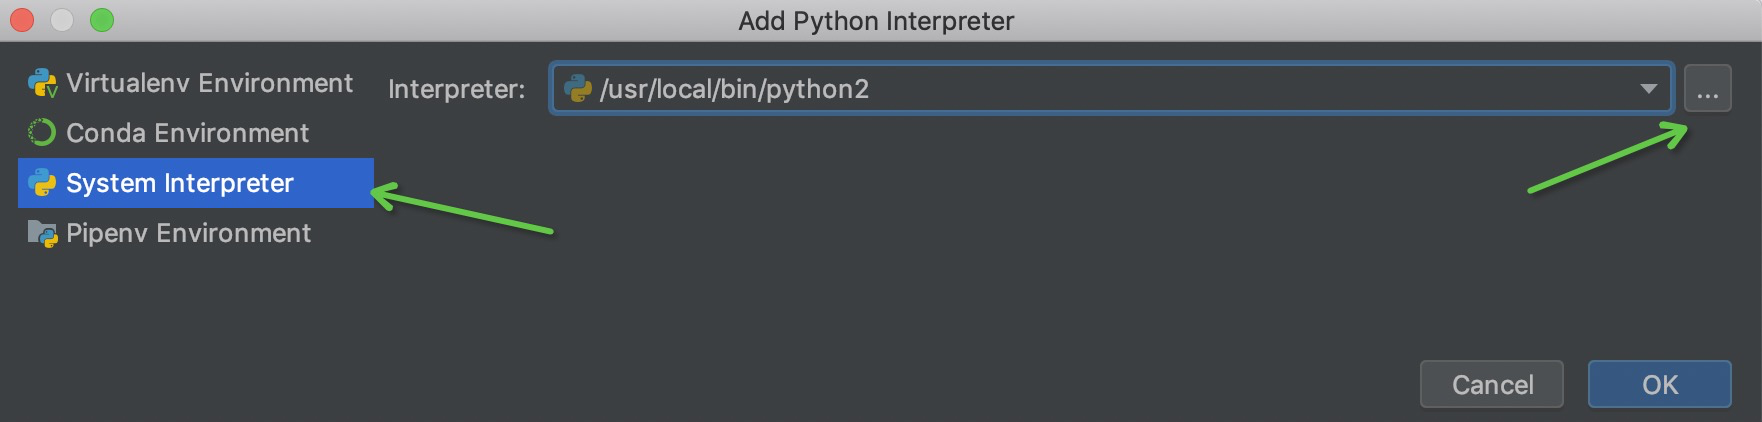 Add Python Interpreter
Virtualenv Environment
Conda Environment
System Interpreter
Pipenv Environment
Interpreter: /usr/local/bin/python2 ...
Cancel OK